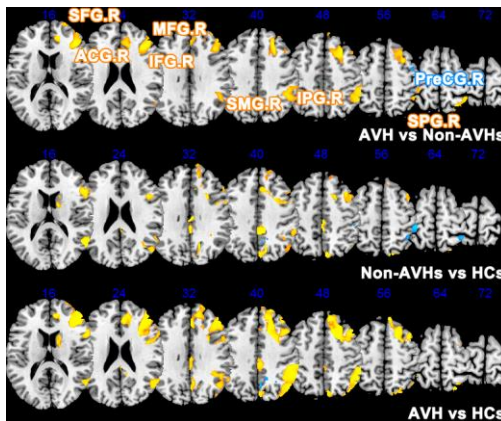 SFG.R
MFG.R
16 24 32 40 48 56 64 72
ACG.R IFG.R
PreCG.R
SMG.R IPG.R
SPG.R
AVH vs Non-AVHs
16 24 32 40 48 56 64 72
Non-AVHs vs HCs
16 24 32 40 48 56 64 72
AVH vs HCs